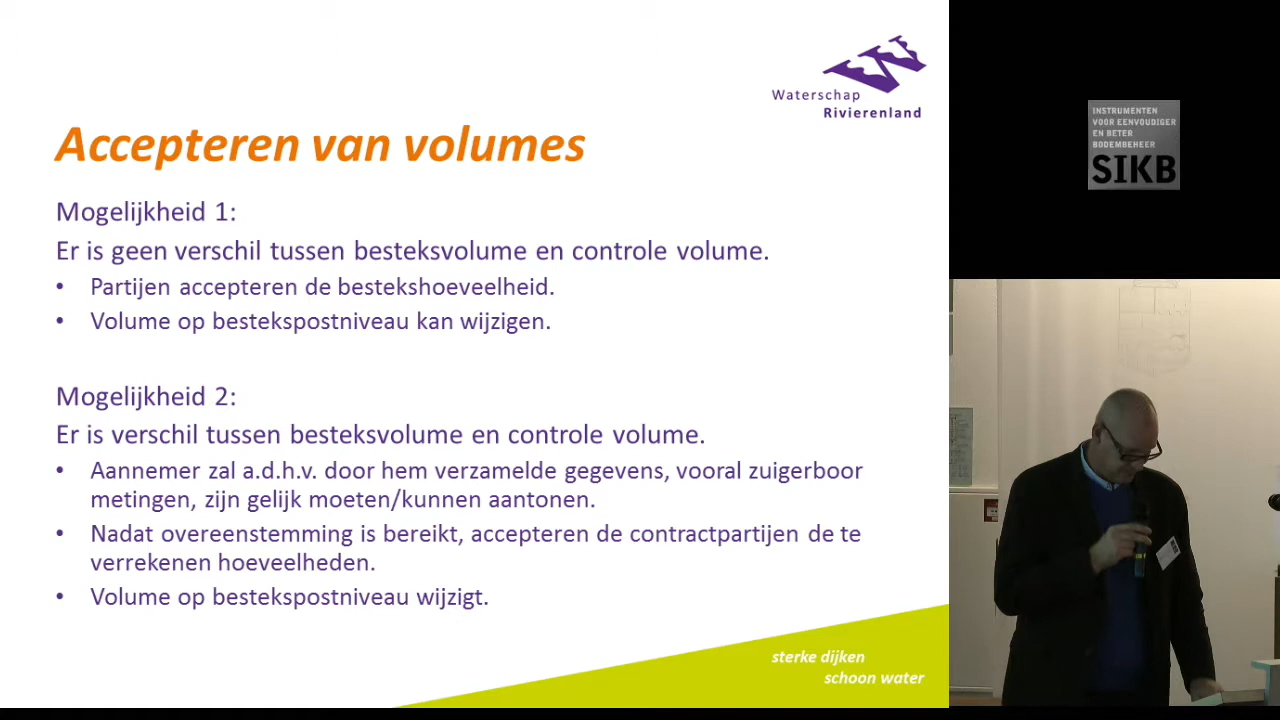 Waterschap
Rivierenland
Accepteren van volumes
Mogelijkheid 1:
Er is geen verschil tussen besteksvolume en controle volume.
• Partijen accepteren de bestekshoeveelheid.
• Volume op bestekspostniveau kan wijzigen.
Mogelijkheid 2:
Er is verschil tussen besteksvolume en controle volume.
• Aannemer zal a.d.h.v. door hem verzamelde gegevens, vooral zuigerboor
metingen, zijn gelijk moeten/kunnen aantonen.
• Nadat overeenstemming is bereikt, accepteren de contractpartijen de te
verrekenen hoeveelheden.
• Volume op bestekspostniveau wijzigt.
sterke dijken
schoon water
INSTRUMENTEN
VOOR EENVOUDIGER
EN BETER
BODEMBEHEER
SIKB